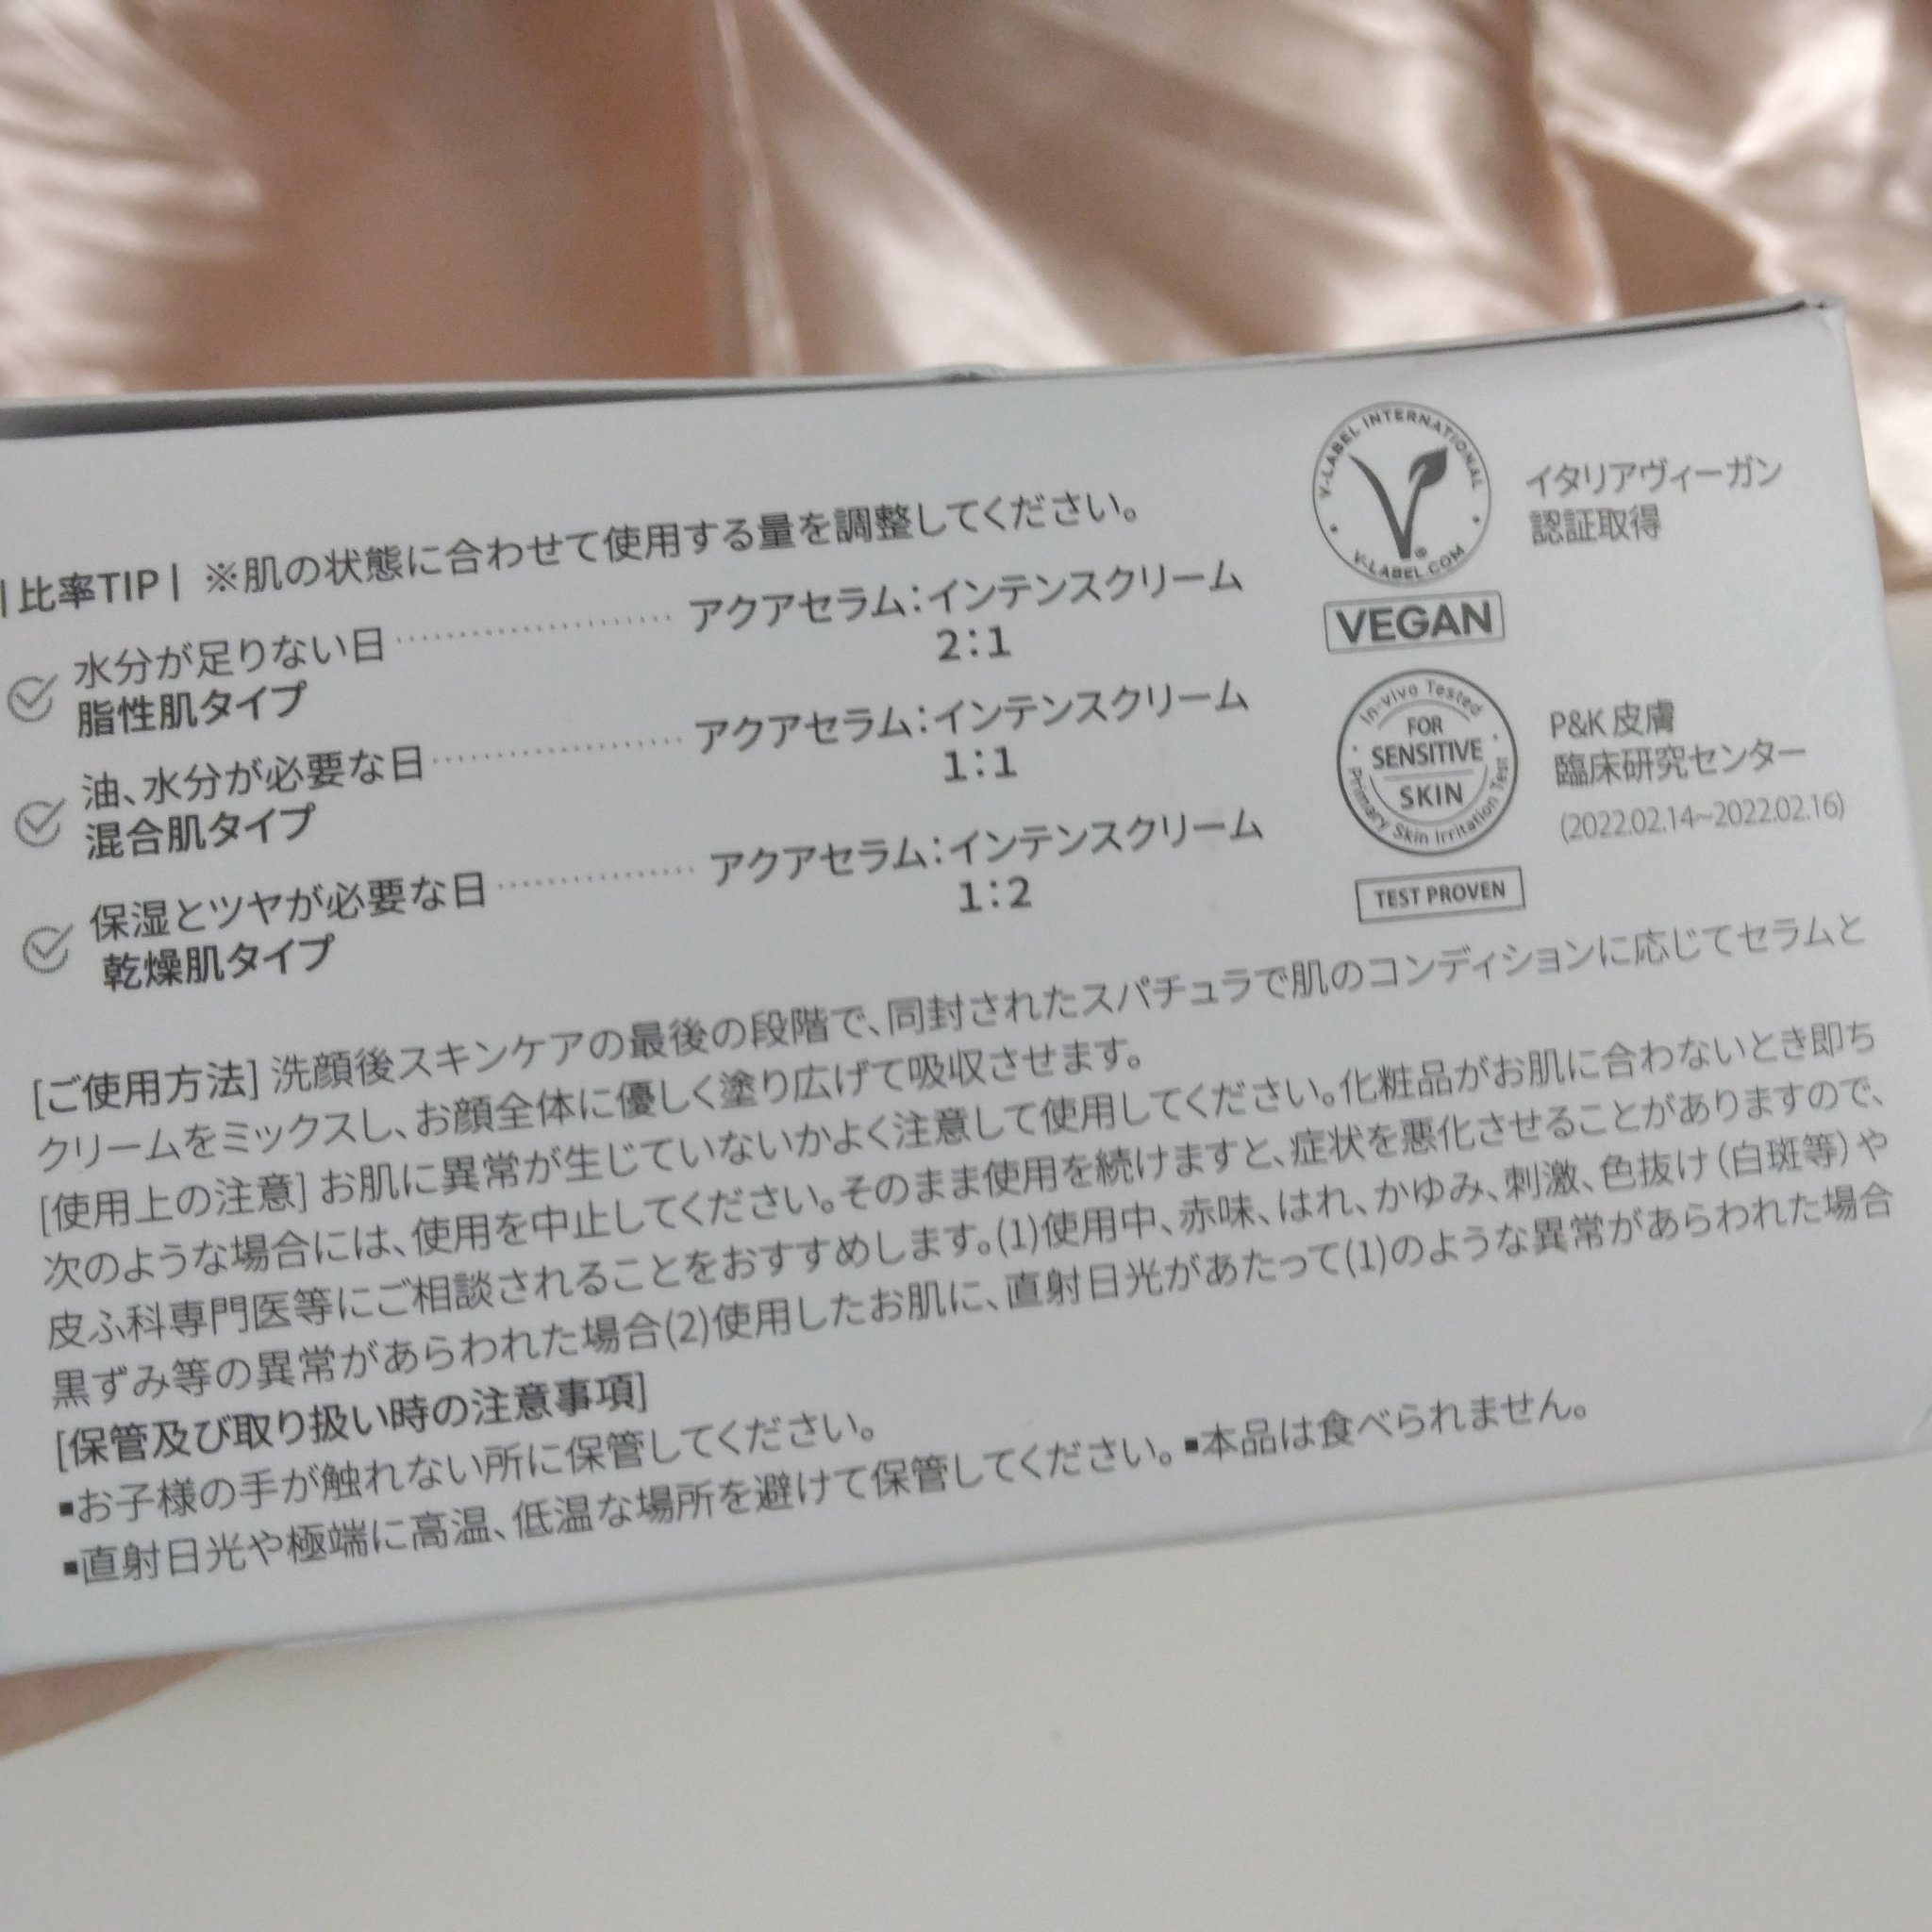 |比率TIP| ※肌の状態に合わせて使用する量を調整してください。
水分が足りない日 ………………… アクアセラム：インテンスクリーム
脂性肌タイプ
2：1
油、水分が必要な日 ………………… アクアセラム：インテンスクリーム
混合肌タイプ
1：1
保湿とツヤが必要な日 ……………… アクアセラム：インテンスクリーム
乾燥肌タイプ
1：2
V-LABEL INTERNATIONAL
V-LABEL.COM
VEGAN
イタリアヴィーガン
認証取得
In-vivo Tested
FOR
SENSITIVE
SKIN
Primary Skin Irritation Test
TEST PROVEN
P&K 皮膚
臨床研究センター
(2022.02.14~2022.02.16)
[ご使用方法] 洗顔後スキンケアの最後の段階で、同封されたスパチュラで肌のコンディションに応じてセラムと
クリームをミックスし、お顔全体に優しく塗り広げて吸収させます。
[使用上の注意] お肌に異常が生じていないかよく注意して使用してください。化粧品がお肌に合わないとき即ち
次のような場合には、使用を中止してください。そのまま使用を続けますと、症状を悪化させることがありますので、
皮ふ科専門医等にご相談されることをおすすめします。(1)使用中、赤味、はれ、かゆみ、刺激、色抜け（白斑等）や
黒ずみ等の異常があらわれた場合(2)使用したお肌に、直射日光があたって(1)のような異常があらわれた場合
[保管及び取り扱い時の注意事項]
▪お子様の手が触れない所に保管してください。
▪直射日光や極端に高温、低温な場所を避けて保管してください。▪本品は食べられません。